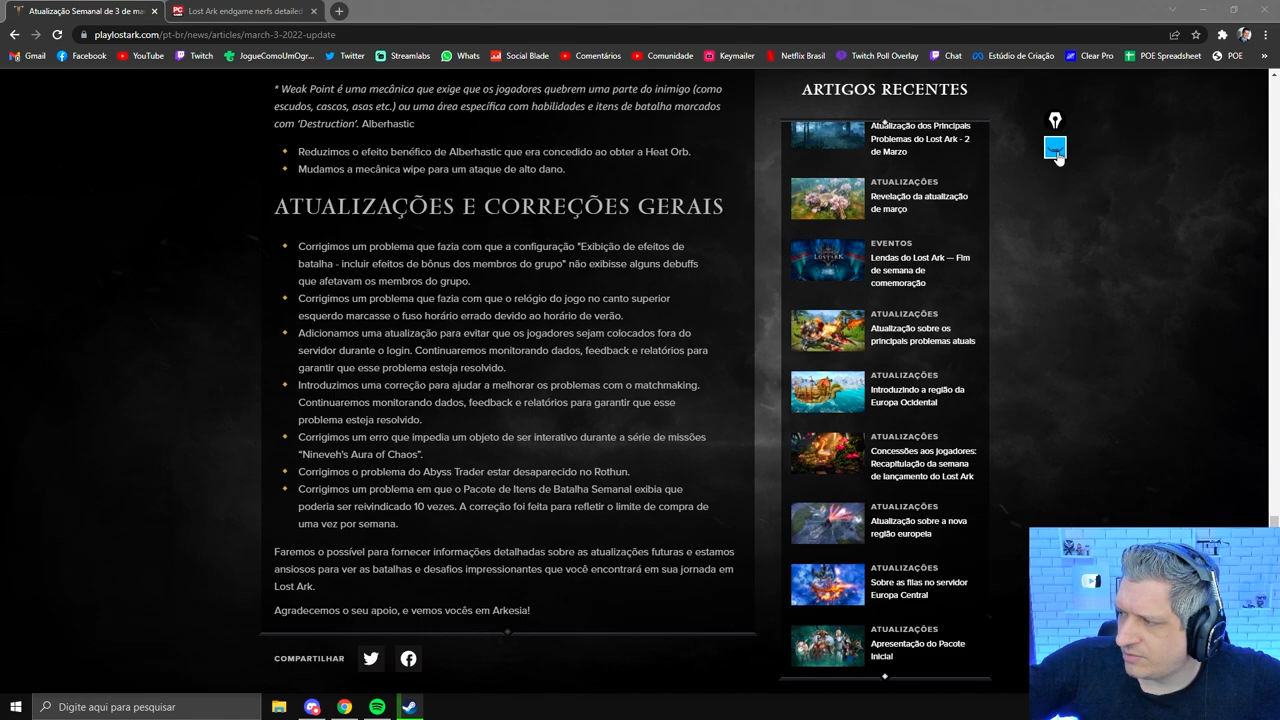 Atualização Semanal de 3 de ma
Lost Ark endgame nerfs detailed
playlostark.com/pt-br/news/articles/march-3-2022-update
Gmail
Facebook
YouTube
Twitch
JogueComoUmOgr...
Twitter
Streamlabs
Whats
Social Blade
Comentários
Comunidade
Keymailer
Netflix Brasil
Twitch Poll Overlay
Chat
Estúdio de Criação
Clear Pro
POE Spreadsheet
POE
* Weak Point é uma mecânica que exige que os jogadores quebrem uma parte do inimigo (como
escudos, cascos, asas etc.) ou uma área específica com habilidades e itens de batalha marcados
com 'Destruction'. Alberhastic
Reduzimos o efeito benéfico de Alberhastic que era concedido ao obter a Heat Orb.
Mudamos a mecânica wipe para um ataque de alto dano.
ATUALIZAÇÕES E CORREÇÕES GERAIS
Corrigimos um problema que fazia com que a configuração "Exibição de efeitos de
batalha - incluir efeitos de bônus dos membros do grupo" não exibisse alguns debuffs
que afetavam os membros do grupo.
Corrigimos um problema que fazia com que o relógio do jogo no canto superior
esquerdo marcasse o fuso horário errado devido ao horário de verão.
Adicionamos uma atualização para evitar que os jogadores sejam colocados fora do
servidor durante o login. Continuaremos monitorando dados, feedback e relatórios para
garantir que esse problema esteja resolvido.
Introduzimos uma correção para ajudar a melhorar os problemas com o matchmaking.
Continuaremos monitorando dados, feedback e relatórios para garantir que esse
problema esteja resolvido.
Corrigimos um erro que impedia um objeto de ser interativo durante a série de missões
“Nineveh's Aura of Chaos”.
Corrigimos o problema do Abyss Trader estar desaparecido no Rothun.
Corrigimos um problema em que o Pacote de Itens de Batalha Semanal exibia que
poderia ser reivindicado 10 vezes. A correção foi feita para refletir o limite de compra de
uma vez por semana.
Faremos o possível para fornecer informações detalhadas sobre as atualizações futuras e estamos
ansiosos para ver as batalhas e desafios impressionantes que você encontrará em sua jornada em
Lost Ark.
Agradecemos o seu apoio, e vemos vocês em Arkesia!
COMPARTILHAR
ARTIGOS RECENTES
Atualização dos Principais
Problemas do Lost Ark - 2
de Marzo
ATUALIZAÇÕES
Revelação da atualização
de março
EVENTOS
Lendas do Lost Ark — Fim
de semana de
comemoração
LOST ARK
ATUALIZAÇÕES
Atualização sobre os
principais problemas atuais
ATUALIZAÇÕES
Introduzindo a região da
Europa Ocidental
ATUALIZAÇÕES
Concessões aos jogadores:
Recapitulação da semana
de lançamento do Lost Ark
ATUALIZAÇÕES
Atualização sobre a nova
região europeia
ATUALIZAÇÕES
Sobre as filas no servidor
Europa Central
ATUALIZAÇÕES
Apresentação do Pacote
Inicial
Digite aqui para pesquisar